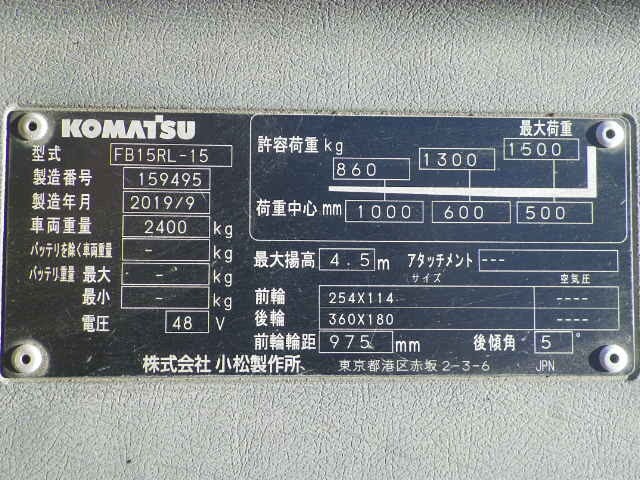 KOMATSU
型式 FB15RL-15
製造番号 159495
製造年月 2019/9
車両重量 2400 kg
バッテリを除く車両重量 - kg
バッテリ重量 最大 - kg
最小 - kg
電圧 48 V
最大荷重
許容荷重 kg 860 1300 1500
荷重中心 mm 1000 600 500
最大揚高 4.5 m アタッチメント ---
サイズ 空気圧
前輪 254X114 ----
後輪 360X180 ----
前輪輪距 975 mm 後傾角 5 °
株式会社 小松製作所 東京都港区赤坂 2-3-6 JPN